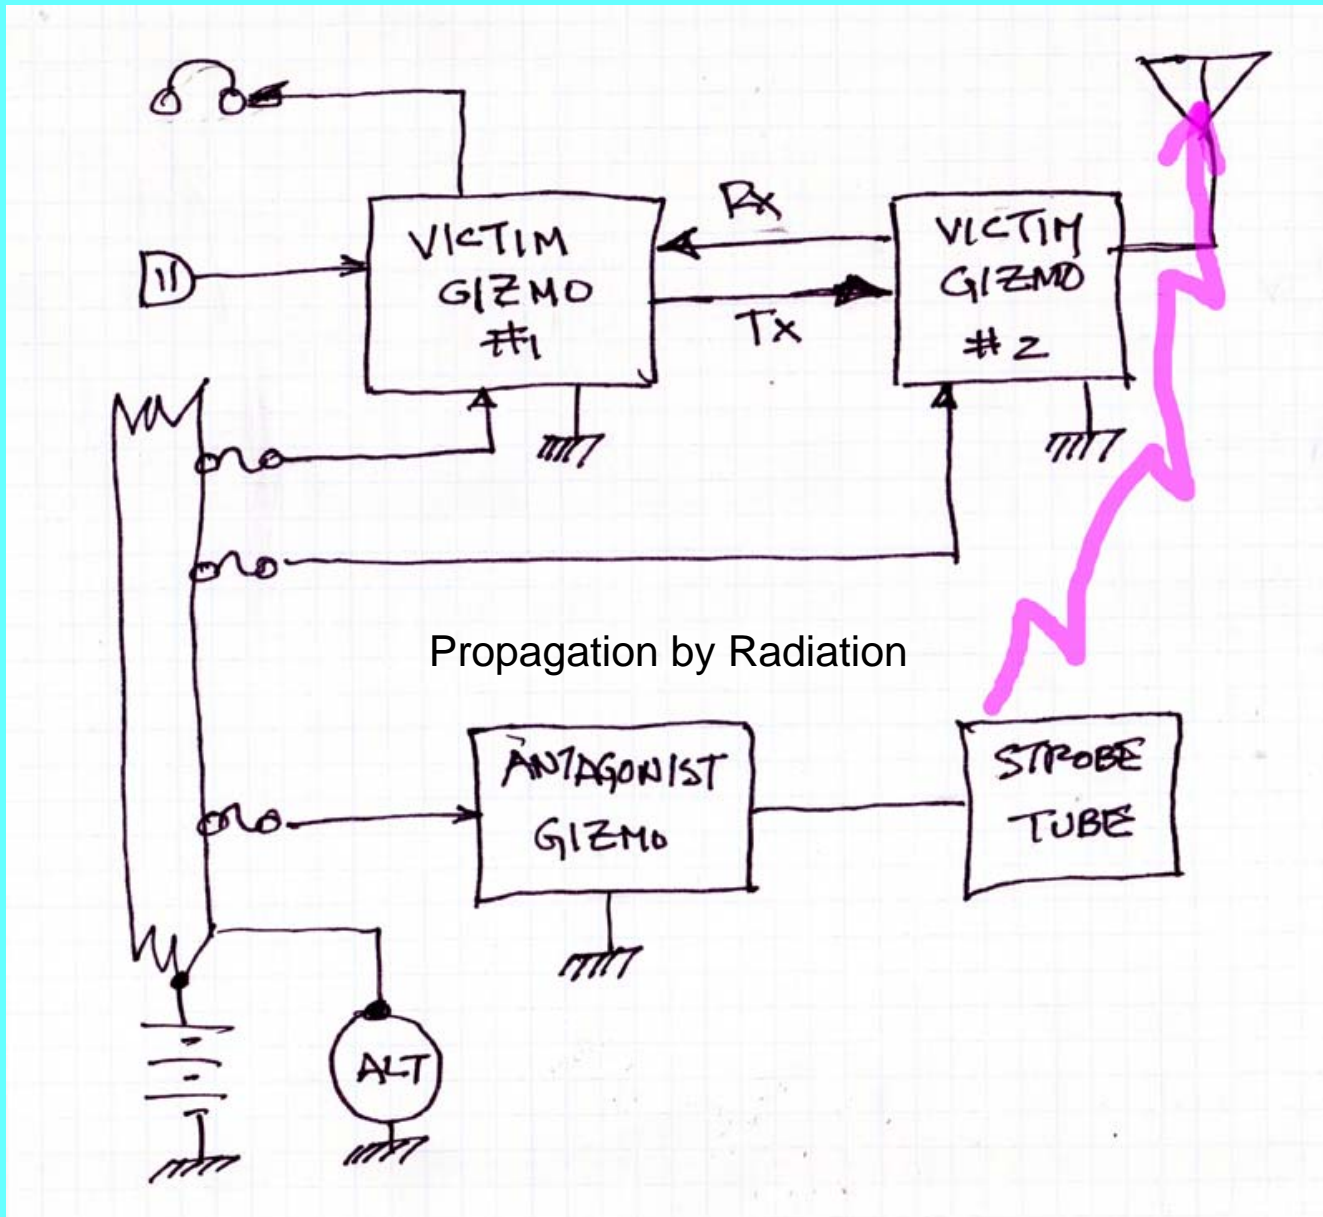 Rx
VICTIM
GIZMO
#1
Tx
VICTIM
GIZMO
#2
Propagation by Radiation
ANTAGONIST
GIZMO
STROBE
TUBE
ALT